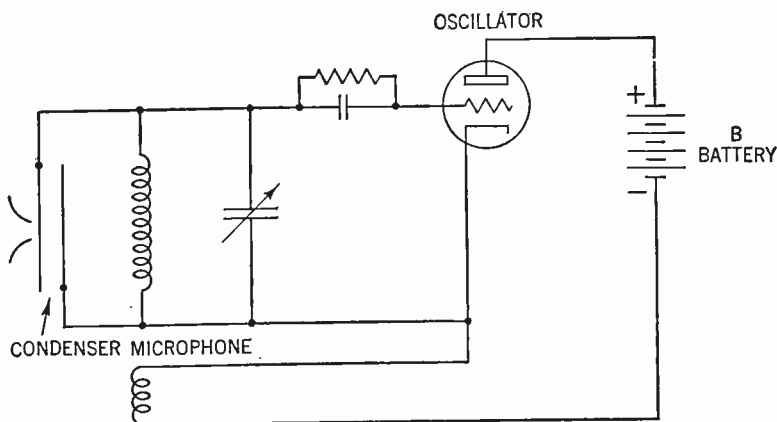 OSCILLATOR
+
B
BATTERY
−
CONDENSER MICROPHONE